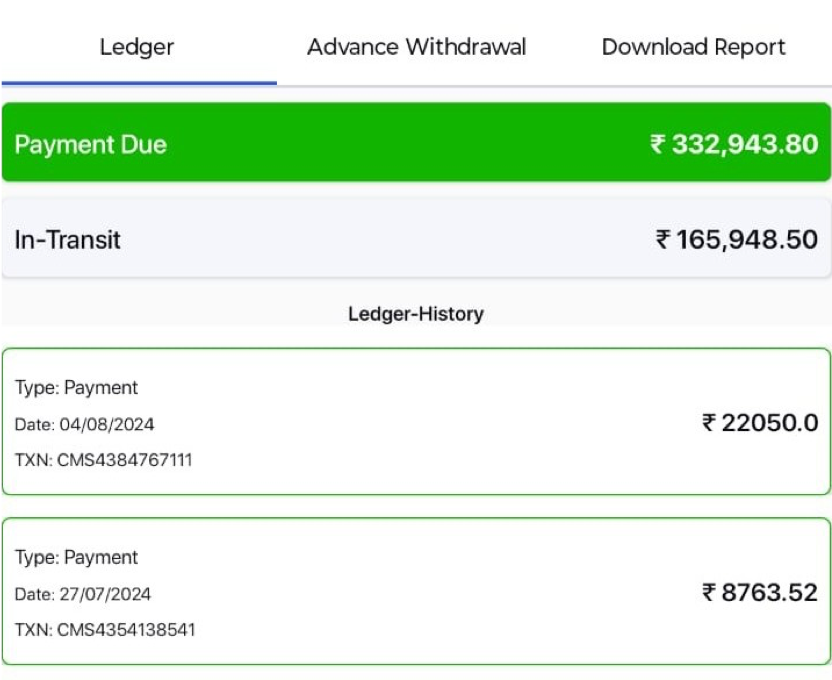 Ledger Advance Withdrawal Download Report
Payment Due ₹ 332,943.80
In-Transit ₹ 165,948.50
Ledger-History
Type: Payment
Date: 04/08/2024 ₹ 22050.0
TXN: CMS4384767111
Type: Payment
Date: 27/07/2024 ₹ 8763.52
TXN: CMS4354138541